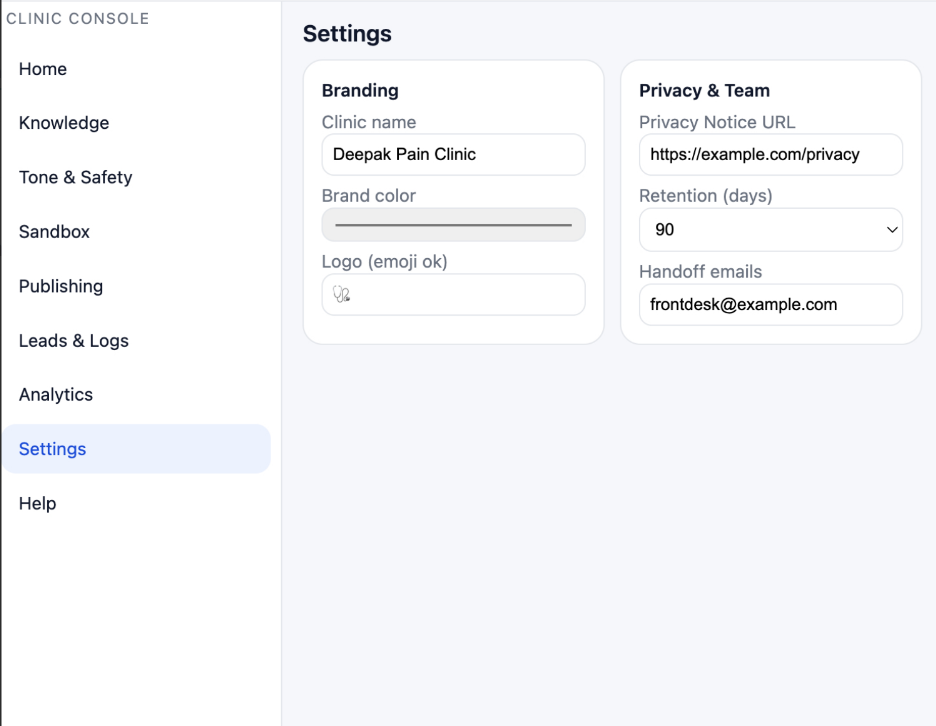 CLINIC CONSOLE
Home
Knowledge
Tone & Safety
Sandbox
Publishing
Leads & Logs
Analytics
Settings
Help
Settings
Branding
Clinic name
Deepak Pain Clinic
Brand color
Logo (emoji ok)
🩺
Privacy & Team
Privacy Notice URL
https://example.com/privacy
Retention (days)
90
Handoff emails
frontdesk@example.com